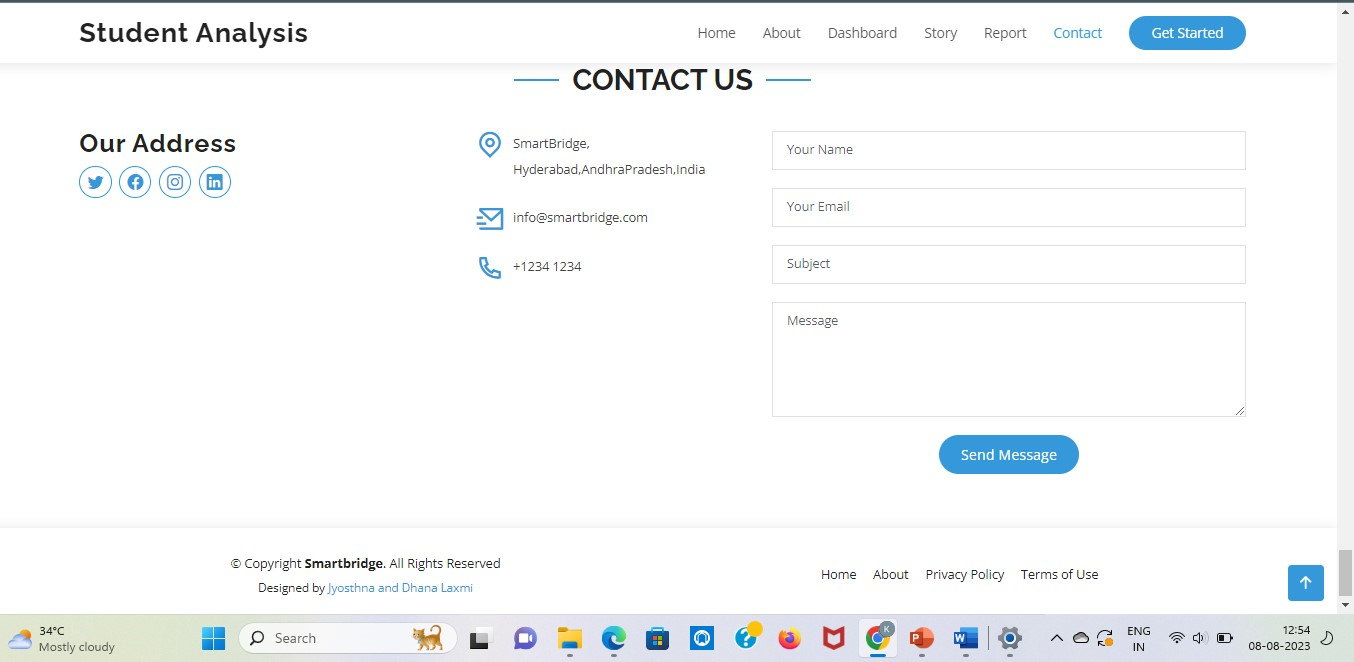 Student Analysis
Home About Dashboard Story Report Contact Get Started
CONTACT US
Our Address
SmartBridge,
Hyderabad,AndhraPradesh,India
info@smartbridge.com
+1234 1234
Your Name
Your Email
Subject
Message
Send Message
© Copyright Smartbridge. All Rights Reserved
Designed by Jyosthna and Dhana Laxmi
Home About Privacy Policy Terms of Use
34°C
Mostly cloudy
Search
K
P
W
ENG
IN
12:54
08-08-2023